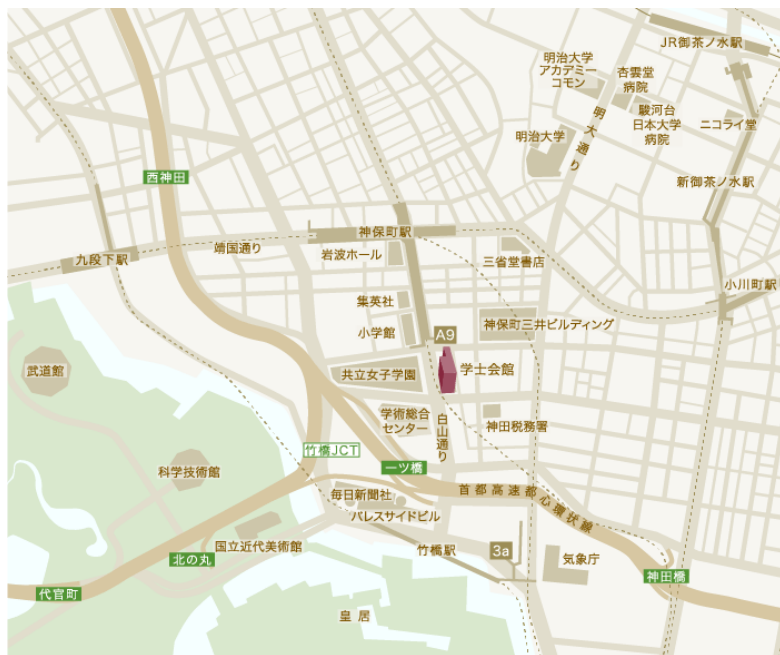 JR御茶ノ水駅
明治大学
アカデミー
コモン
杏雲堂
病院
駿河台
日本大学
病院
ニコライ堂
明治大学
明大通り
西神田
新御茶ノ水駅
神保町駅
靖国通り
九段下駅
岩波ホール
三省堂書店
小川町駅
集英社
小学館
A9
神保町三井ビルディング
武道館
共立女子学園
学士会館
学術総合
センター
白山通り
神田税務署
竹橋JCT
一ツ橋
科学技術館
毎日新聞社
首都高速都心環状線
パレスサイドビル
国立近代美術館
北の丸
竹橋駅
3a
気象庁
神田橋
代官町
皇居